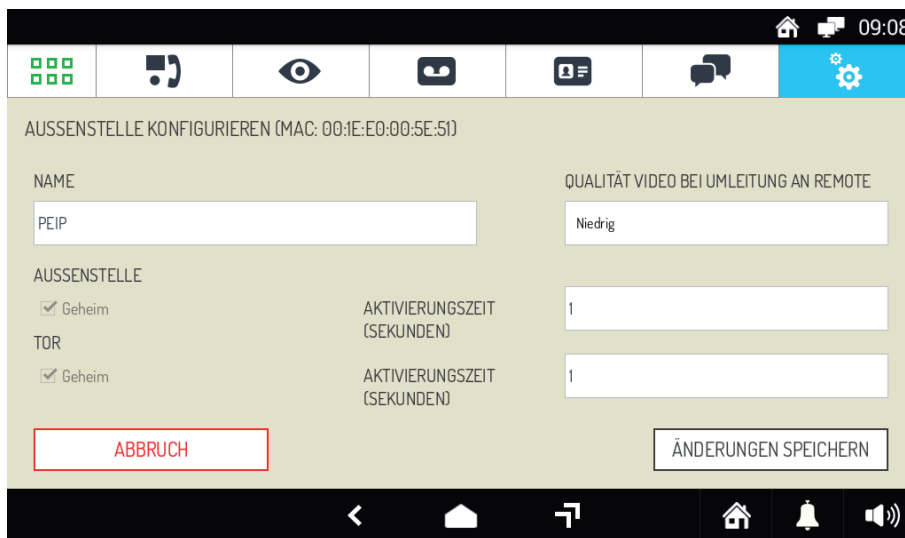 09:08
AUSSENSTELLE KONFIGURIEREN (MAC: 00:1E:E0:00:5E:51)
NAME
QUALITÄT VIDEO BEI UMLEITUNG AN REMOTE
PEIP
Niedrig
AUSSENSTELLE
Geheim
AKTIVIERUNGSZEIT
(SEKUNDEN)
1
TOR
Geheim
AKTIVIERUNGSZEIT
(SEKUNDEN)
1
ABBRUCH
ÄNDERUNGEN SPEICHERN